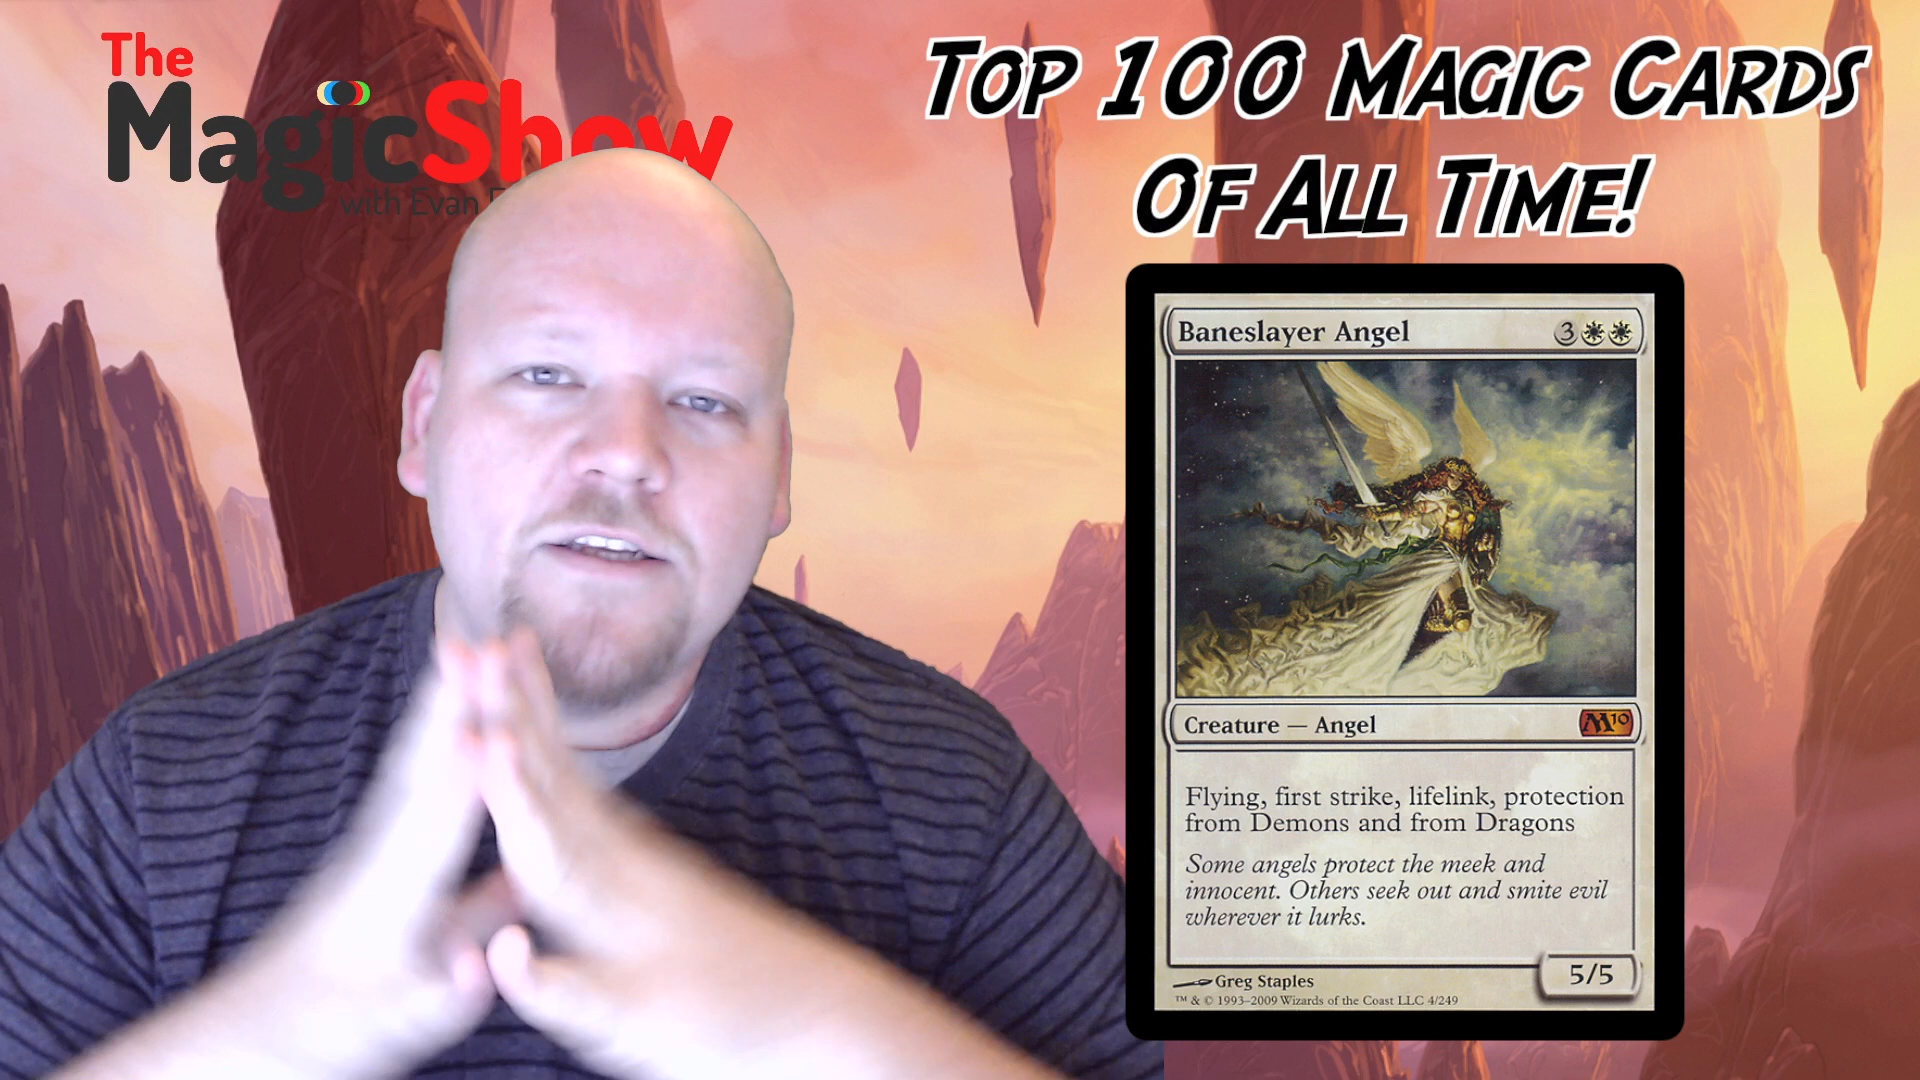 The
MagicShow
with Evan
Top 100 Magic Cards
Of All Time!
Baneslayer Angel 3
Creature — Angel M10
Flying, first strike, lifelink, protection
from Demons and from Dragons
Some angels protect the meek and
innocent. Others seek out and smite evil
wherever it lurks.
5/5
Greg Staples
™ & © 1993–2009 Wizards of the Coast LLC 4/249